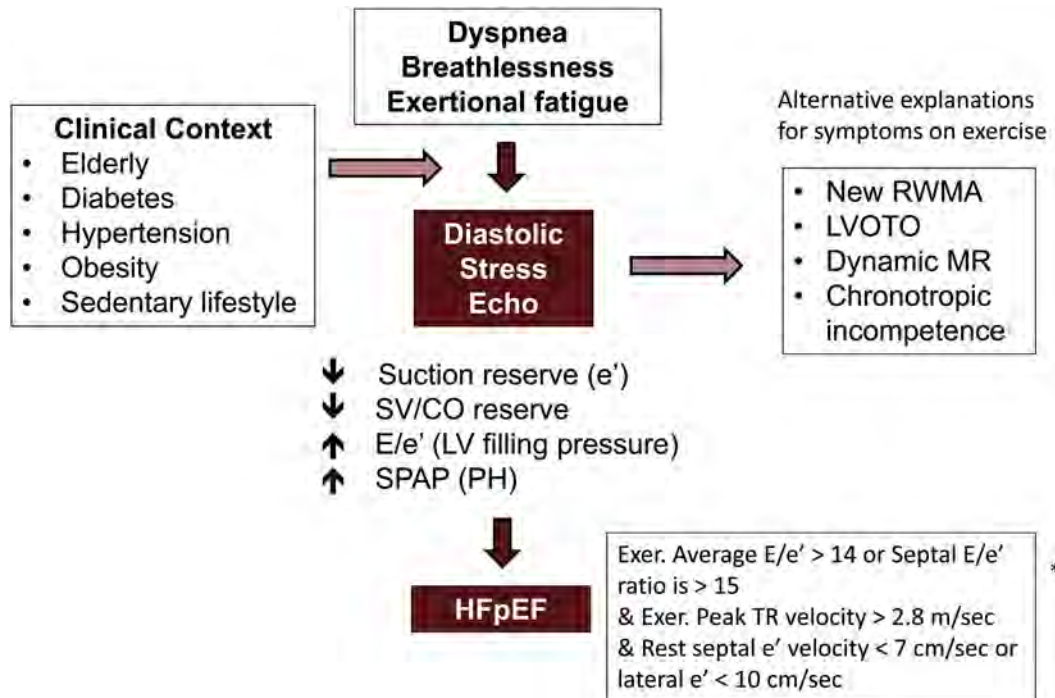 Dyspnea
Breathlessness
Exertional fatigue
Clinical Context
• Elderly
• Diabetes
• Hypertension
• Obesity
• Sedentary lifestyle
Alternative explanations
for symptoms on exercise
• New RWMA
• LVOTO
• Dynamic MR
• Chronotropic
incompetence
Diastolic
Stress
Echo
↓ Suction reserve (e’)
↓ SV/CO reserve
↑ E/e’ (LV filling pressure)
↑ SPAP (PH)
HFpEF
Exer. Average E/e’ > 14 or Septal E/e’
ratio is > 15
& Exer. Peak TR velocity > 2.8 m/sec
& Rest septal e’ velocity < 7 cm/sec or
lateral e’ < 10 cm/sec
*